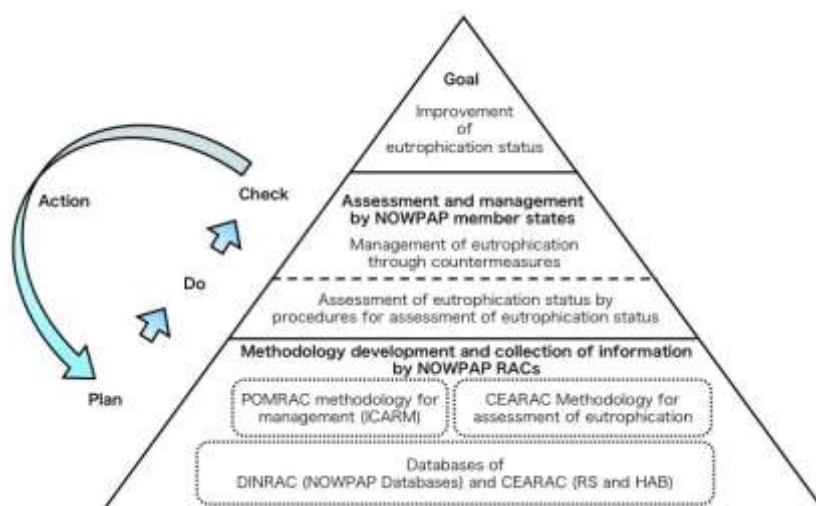 Goal
Improvement
of
eutrophication status
Action
Check
Assessment and management
by NOWPAP member states
Management of eutrophication
through countermeasures
Do
Assessment of eutrophication status by
procedures for assessment of eutrophication status
Methodology development and collection of information
by NOWPAP RACs
Plan
POMRAC methodology for
management (ICARM)
CEARAC Methodology for
assessment of eutrophication
Databases of
DINRAC (NOWPAP Databases) and CEARAC (RS and HAB)